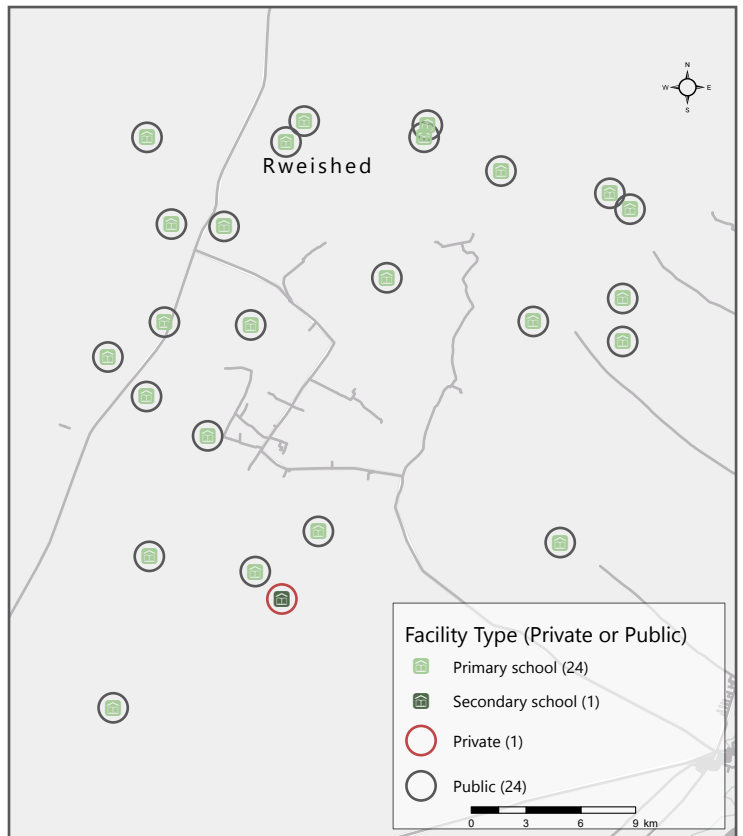 N
W E
S
Rweished
Facility Type (Private or Public)
Primary school (24)
Secondary school (1)
Private (1)
Public (24)
0 3 6 9 km